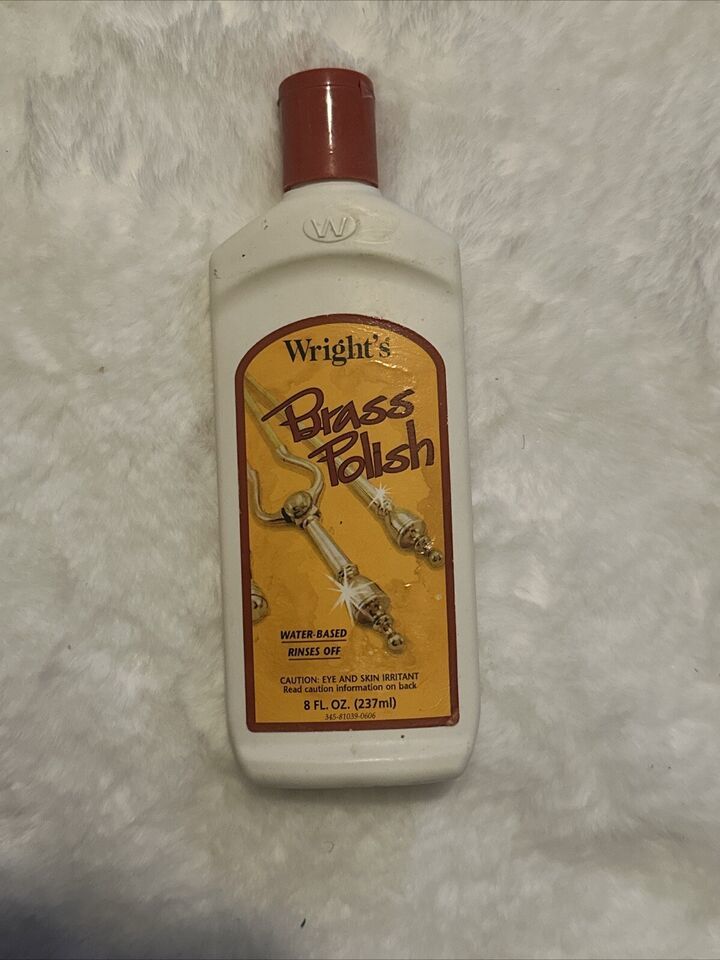 W
Wright's
Brass
Polish
WATER-BASED
RINSES OFF
CAUTION: EYE AND SKIN IRRITANT
Read caution information on back
8 FL. OZ. (237ml)
345-81039-0606